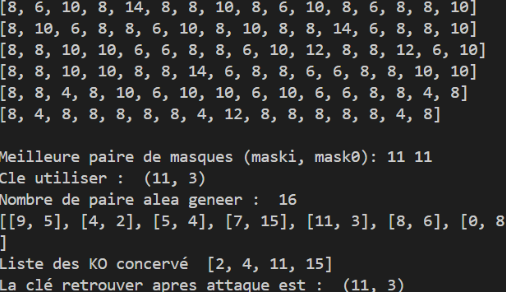 [8, 6, 10, 8, 14, 8, 8, 10, 8, 6, 10, 8, 6, 8, 8, 10]
[8, 10, 6, 8, 8, 6, 10, 8, 10, 8, 8, 14, 6, 8, 8, 10]
[8, 8, 10, 10, 6, 6, 8, 8, 6, 10, 12, 8, 8, 12, 6, 10]
[8, 8, 10, 10, 8, 8, 14, 6, 8, 8, 6, 6, 8, 8, 10, 10]
[8, 8, 4, 8, 10, 6, 10, 10, 6, 10, 6, 6, 8, 8, 4, 8]
[8, 4, 8, 8, 8, 8, 8, 4, 12, 8, 8, 8, 8, 8, 4, 8]
Meilleure paire de masques (maski, mask0): 11 11
Cle utiliser :  (11, 3)
Nombre de paire alea geneer :  16
[[9, 5], [4, 2], [5, 4], [7, 15], [11, 3], [8, 6], [0, 8
]
Liste des KO concervé  [2, 4, 11, 15]
La clé retrouver apres attaque est :  (11, 3)